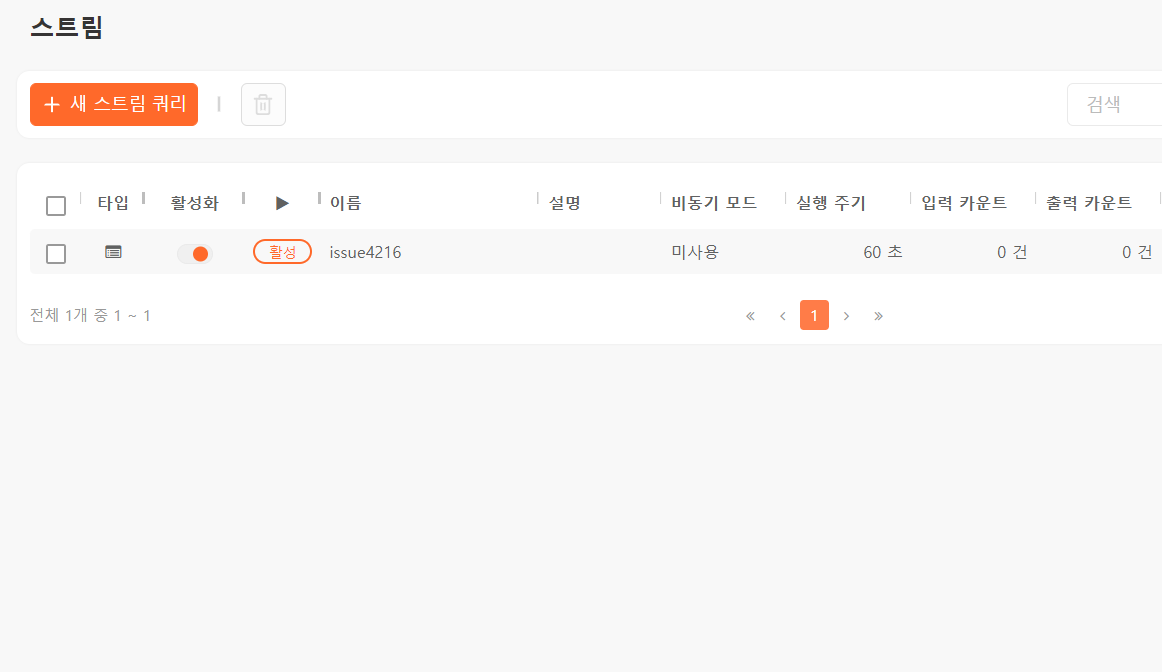 스트림
+ 새 스트림 쿼리 검색
타입 활성화 ▶ 이름 설명 비동기 모드 실행 주기 입력 카운트 출력 카운트
활성 issue4216 미사용 60 초 0 건 0 건
전체 1개 중 1 ~ 1 « ‹ 1 › »